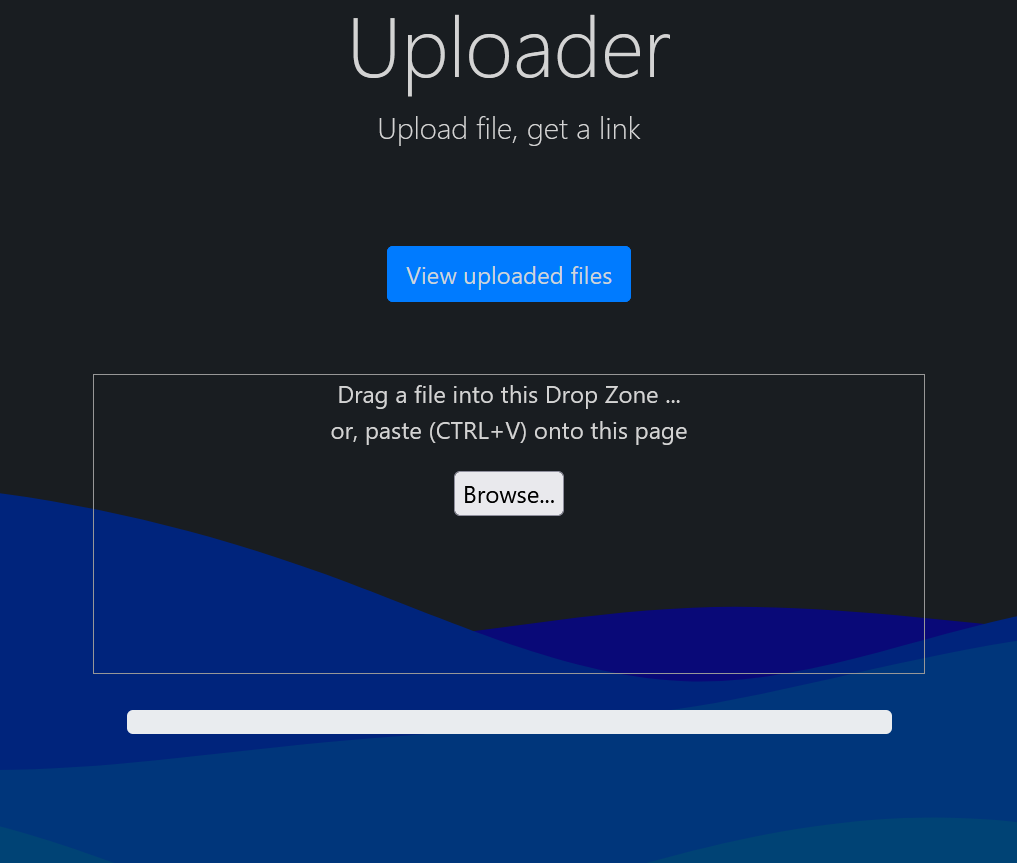 Uploader
Upload file, get a link
View uploaded files
Drag a file into this Drop Zone ...
or, paste (CTRL+V) onto this page
Browse...